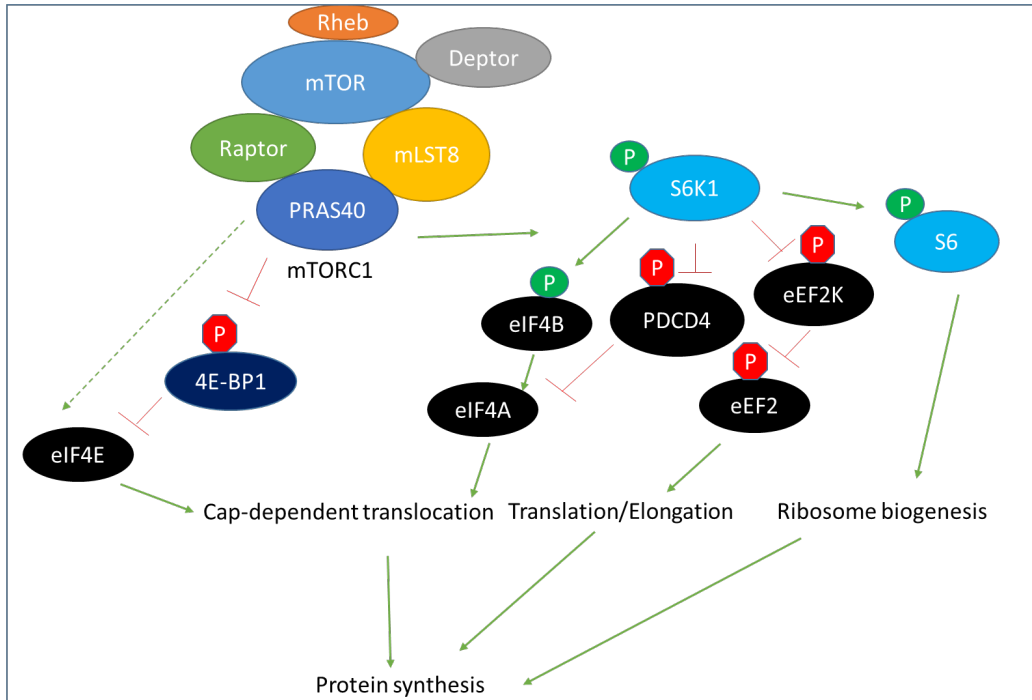 Rheb
Deptor
mTOR
Raptor
mLST8
PRAS40
mTORC1
P
S6K1
P
S6
P
4E-BP1
eIF4E
P
eIF4B
eIF4A
P
PDCD4
P
eEF2K
P
eEF2
Cap-dependent translocation
Translation/Elongation
Ribosome biogenesis
Protein synthesis